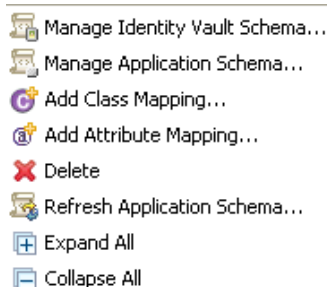 Manage Identity Vault Schema...
Manage Application Schema...
Add Class Mapping...
Add Attribute Mapping...
Delete
Refresh Application Schema...
Expand All
Collapse All